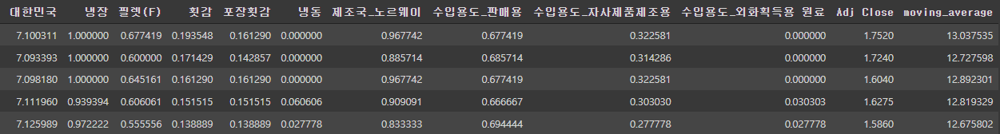 대한민국 냉장 필렛(F) 횟감 포장횟감 냉동 제조국_노르웨이 수입용도_판매용 수입용도_자사제품제조용 수입용도_외화획득용 원료 Adj Close moving_average
7.100311 1.000000 0.677419 0.193548 0.161290 0.000000 0.967742 0.677419 0.322581 0.000000 1.7520 13.037535
7.093393 1.000000 0.600000 0.171429 0.142857 0.000000 0.885714 0.685714 0.314286 0.000000 1.7240 12.727598
7.098180 1.000000 0.645161 0.161290 0.161290 0.000000 0.967742 0.677419 0.322581 0.000000 1.6040 12.892301
7.111960 0.939394 0.606061 0.151515 0.151515 0.060606 0.909091 0.666667 0.303030 0.030303 1.6275 12.819329
7.125989 0.972222 0.555556 0.138889 0.138889 0.027778 0.833333 0.694444 0.277778 0.027778 1.5860 12.675802